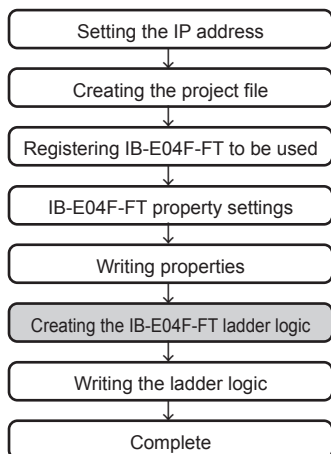 Setting the IP address
Creating the project file
Registering IB-E04F-FT to be used
IB-E04F-FT property settings
Writing properties
Creating the IB-E04F-FT ladder logic
Writing the ladder logic
Complete